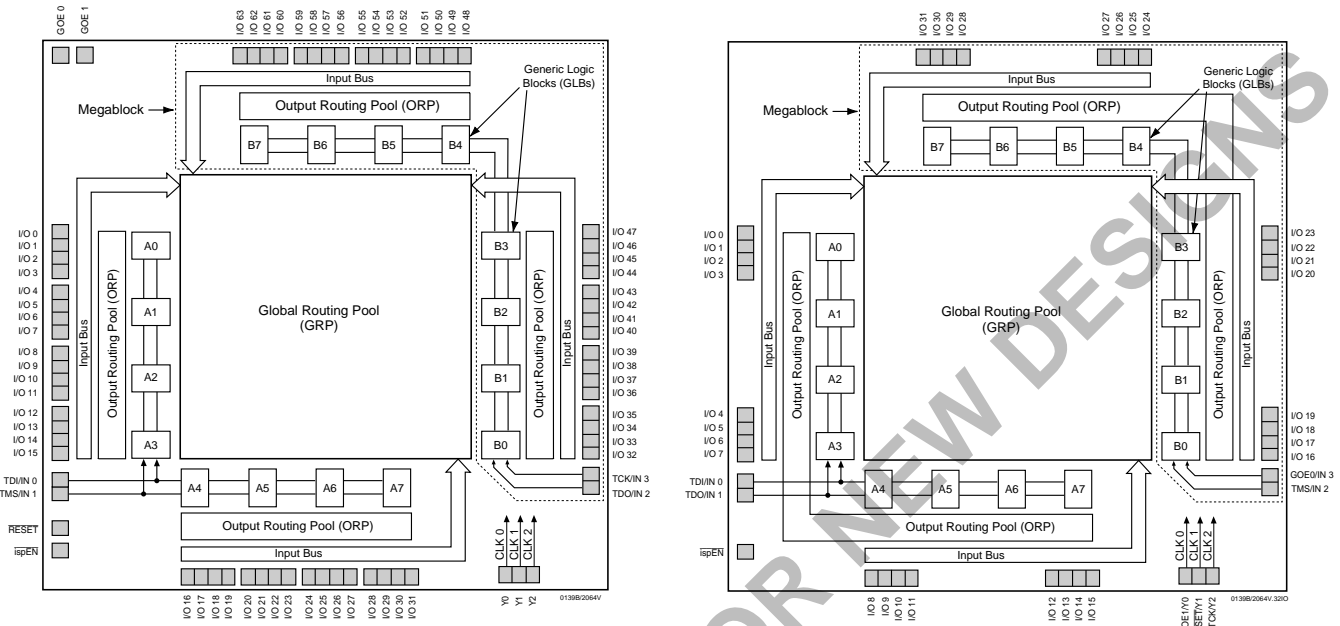 GOE 0
GOE 1
I/O 63
I/O 62
I/O 61
I/O 60
I/O 59
I/O 58
I/O 57
I/O 56
I/O 55
I/O 54
I/O 53
I/O 52
I/O 51
I/O 50
I/O 49
I/O 48
Input Bus
Output Routing Pool (ORP)
Megablock
Generic Logic
Blocks (GLBs)
B7
B6
B5
B4
I/O 0
I/O 1
I/O 2
I/O 3
I/O 4
I/O 5
I/O 6
I/O 7
I/O 8
I/O 9
I/O 10
I/O 11
I/O 12
I/O 13
I/O 14
I/O 15
Input Bus
Output Routing Pool (ORP)
A0
A1
A2
A3
Global Routing Pool
(GRP)
B3
B2
B1
B0
Output Routing Pool (ORP)
Input Bus
I/O 47
I/O 46
I/O 45
I/O 44
I/O 43
I/O 42
I/O 41
I/O 40
I/O 39
I/O 38
I/O 37
I/O 36
I/O 35
I/O 34
I/O 33
I/O 32
TDI/IN 0
TMS/IN 1
TCK/IN 3
TDO/IN 2
A4
A5
A6
A7
Output Routing Pool (ORP)
Input Bus
RESET
ispEN
CLK 0
CLK 1
CLK 2
I/O 16
I/O 17
I/O 18
I/O 19
I/O 20
I/O 21
I/O 22
I/O 23
I/O 24
I/O 25
I/O 26
I/O 27
I/O 28
I/O 29
I/O 30
I/O 31
Y0
Y1
Y2
0139B/2064V
I/O 31
I/O 30
I/O 29
I/O 28
I/O 27
I/O 26
I/O 25
I/O 24
Input Bus
Output Routing Pool (ORP)
Megablock
Generic Logic
Blocks (GLBs)
B7
B6
B5
B4
I/O 0
I/O 1
I/O 2
I/O 3
I/O 4
I/O 5
I/O 6
I/O 7
Input Bus
Output Routing Pool (ORP)
A0
A1
A2
A3
Global Routing Pool
(GRP)
B3
B2
B1
B0
Output Routing Pool (ORP)
Input Bus
I/O 23
I/O 22
I/O 21
I/O 20
I/O 19
I/O 18
I/O 17
I/O 16
TDI/IN 0
TDO/IN 1
GOE0/IN 3
TMS/IN 2
A4
A5
A6
A7
Output Routing Pool (ORP)
Input Bus
ispEN
CLK 0
CLK 1
CLK 2
I/O 8
I/O 9
I/O 10
I/O 11
I/O 12
I/O 13
I/O 14
I/O 15
OE1/Y0
SET/Y1
TCK/Y2
0139B/2064V.32IO
OR NEW DESIGNS